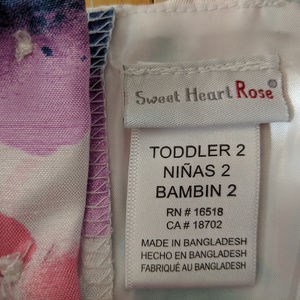 Sweet Heart Rose®
TODDLER 2
NIÑAS 2
BAMBIN 2
RN # 16518
CA # 18702
MADE IN BANGLADESH
HECHO EN BANGLADESH
FABRIQUÉ AU BANGLADESH